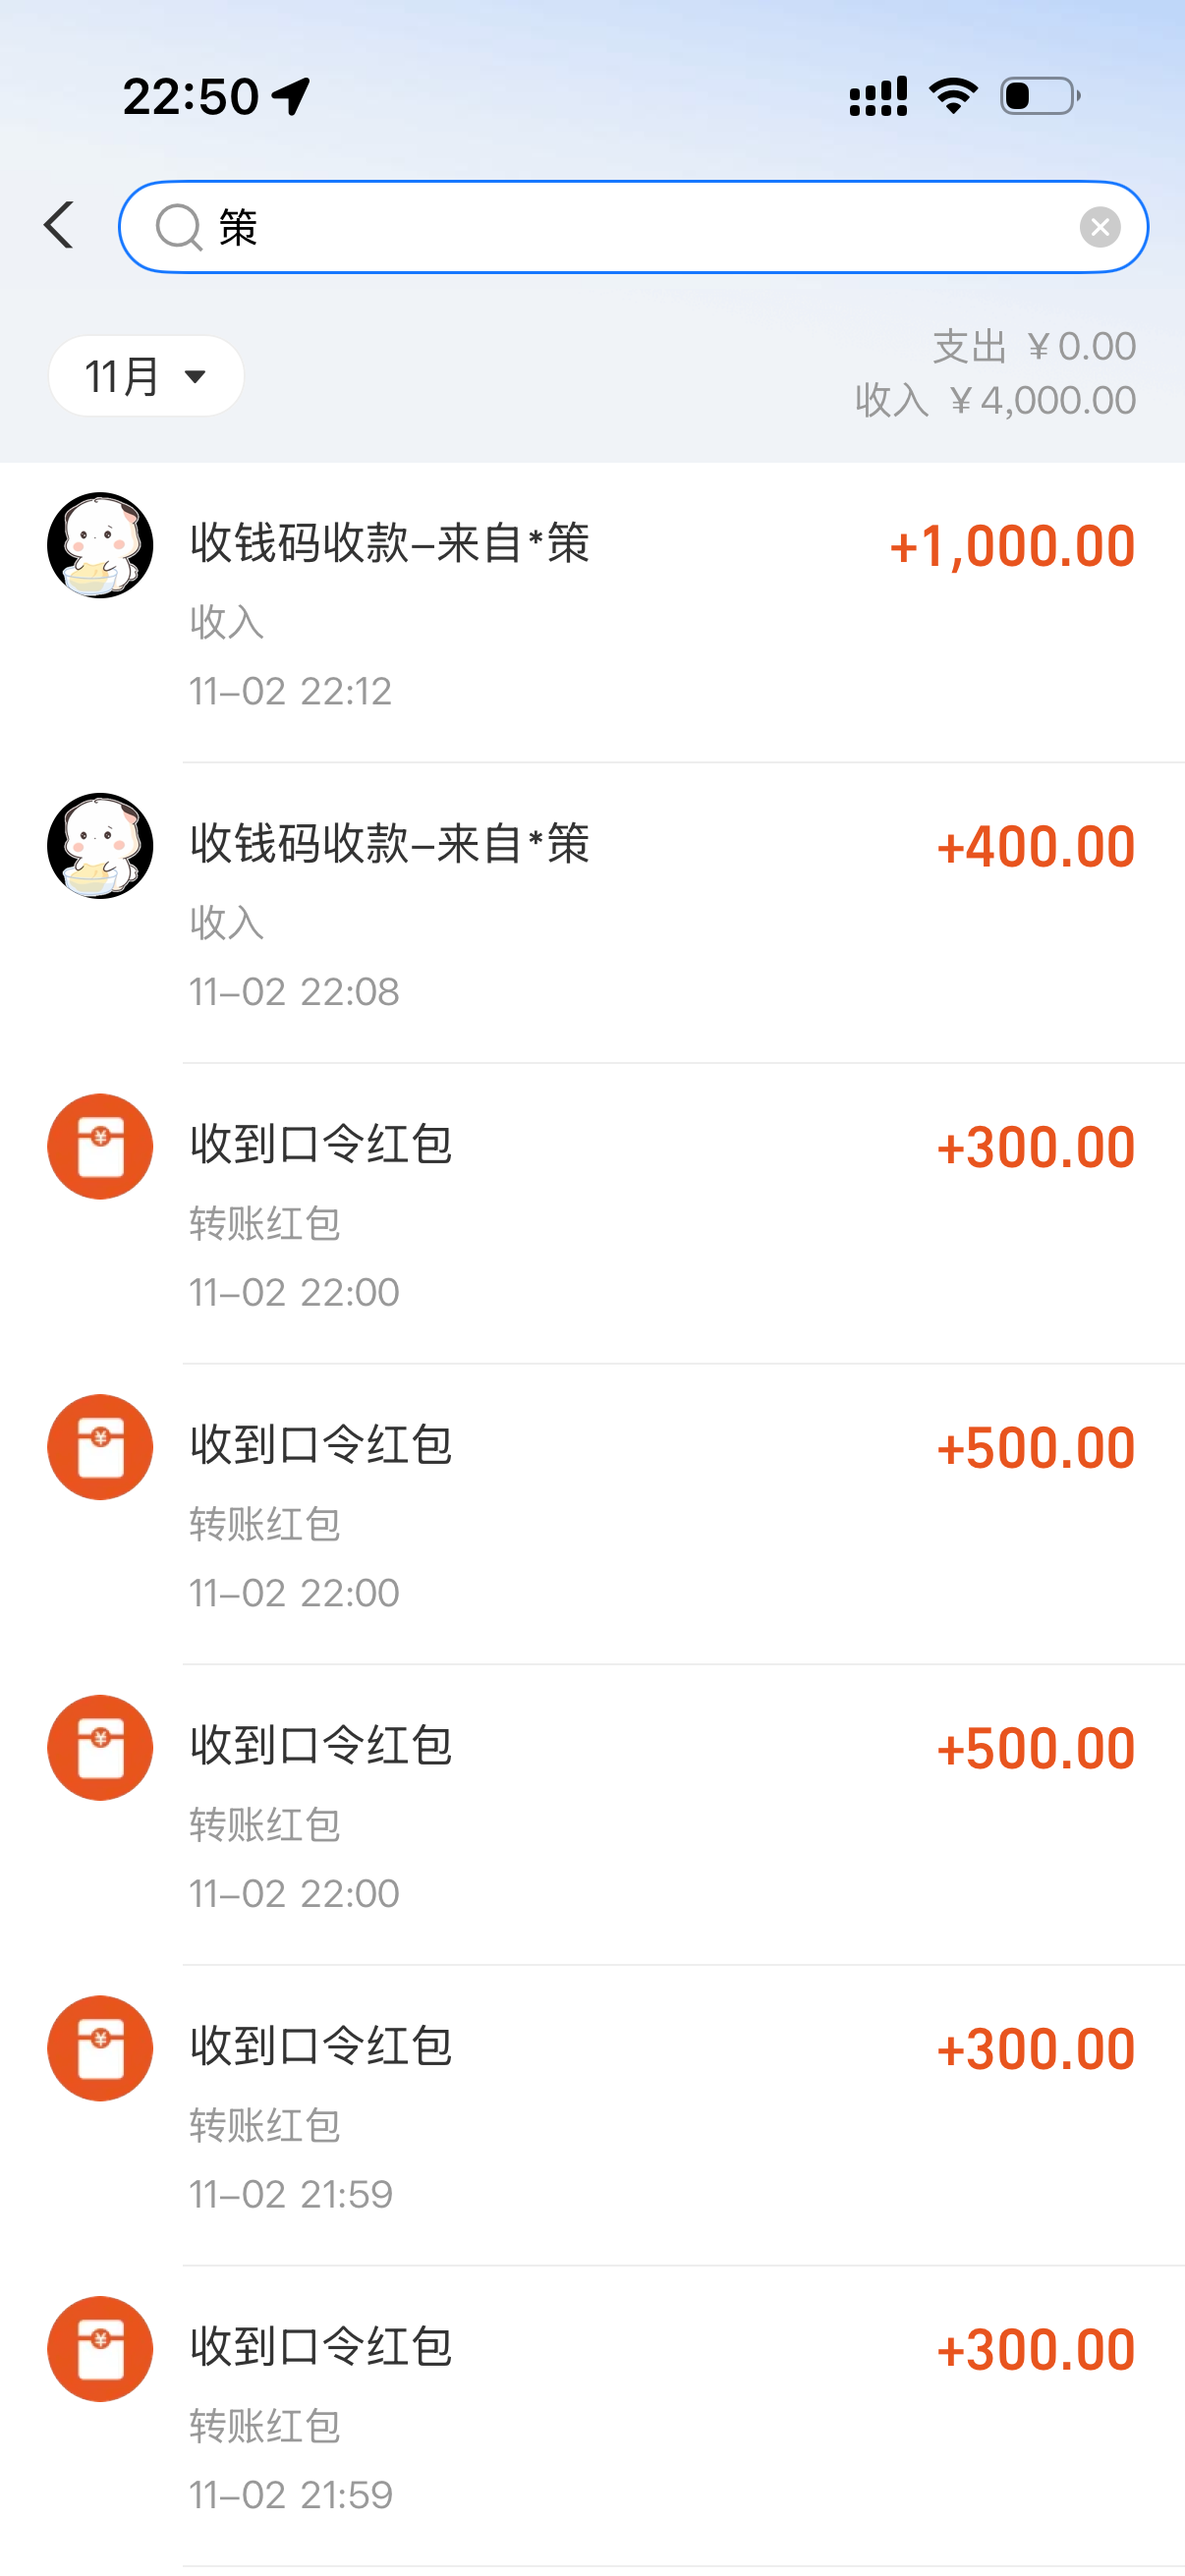 22:50
策
11月
支出 ¥0.00
收入 ¥4,000.00
收钱码收款-来自*策
+1,000.00
收入
11-02 22:12
收钱码收款-来自*策
+400.00
收入
11-02 22:08
收到口令红包
+300.00
转账红包
11-02 22:00
收到口令红包
+500.00
转账红包
11-02 22:00
收到口令红包
+500.00
转账红包
11-02 22:00
收到口令红包
+300.00
转账红包
11-02 21:59
收到口令红包
+300.00
转账红包
11-02 21:59